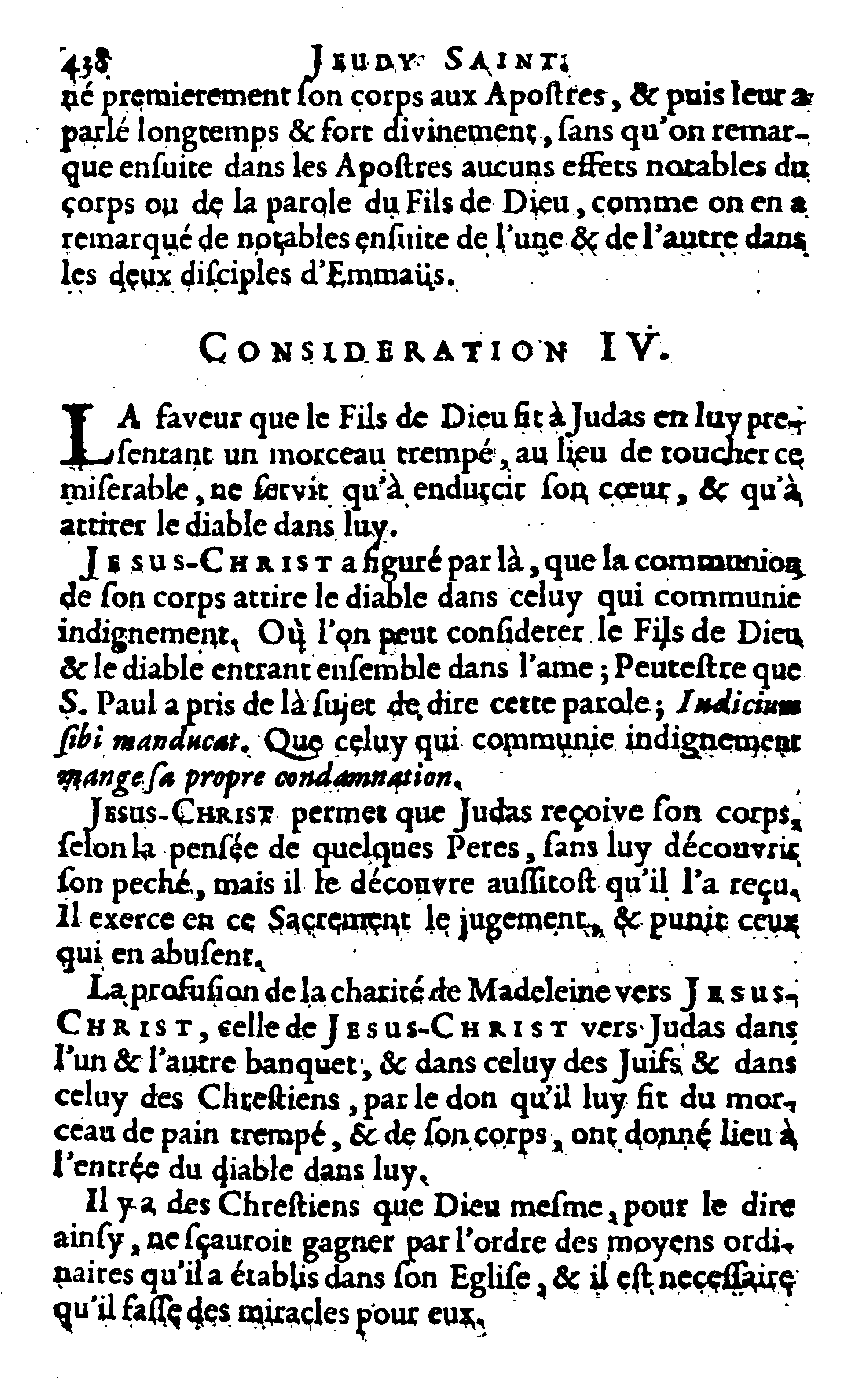 438 JEUDY SAINT.
né premierement ſon corps aux Apoſtres, & puis leur a
parlé longtemps & fort divinement, ſans qu'on remar-
que enſuite dans les Apoſtres aucuns effets notables du
corps ou de la parole du Fils de Dieu, comme on en a
remarqué de notables enſuite de l'une & de l'autre dans
les deux diſciples d'Emmaüs.
CONSIDERATION IV.
LA faveur que le Fils de Dieu fit à Judas en luy pre-
ſentant un morceau trempé, au lieu de toucher ce
miſerable, ne ſervit qu'à endurcir ſon cœur, & qu'à
attirer le diable dans luy.
JESUS-CHRIST a figuré par là, que la communion
de ſon corps attire le diable dans celuy qui communie
indignement. Où l'on peut conſiderer le Fils de Dieu
& le diable entrant enſemble dans l'ame; Peuteſtre que
S. Paul a pris de là ſujet de dire cette parole; Judicium
ſibi manducat. Que celuy qui communie indignement
mange ſa propre condamnation.
JESUS-CHRIST permet que Judas reçoive ſon corps,
ſelon la penſée de quelques Peres, ſans luy découvrir
ſon peché, mais il le découvre auſſitoſt qu'il l'a reçu.
Il exerce en ce Sacrement le jugement, & punit ceux
qui en abuſent.
La profuſion de la charité de Madeleine vers JESUS-
CHRIST, celle de JESUS-CHRIST vers Judas dans
l'un & l'autre banquet, & dans celuy des Juifs & dans
celuy des Chreſtiens, par le don qu'il luy fit du mor-
ceau de pain trempé, & de ſon corps, ont donné lieu à
l'entrée du diable dans luy.
Il y a des Chreſtiens que Dieu meſme, pour le dire
ainſy, ne ſçauroit gagner par l'ordre des moyens ordi-
naires qu'il a établis dans ſon Egliſe, & il eſt neceſſaire
qu'il faſſe des miracles pour eux.